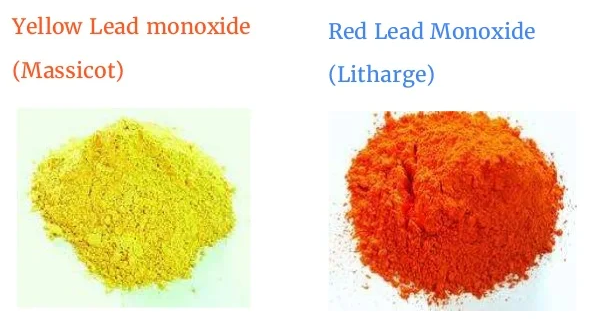 Yellow Lead monoxide
(Massicot)
Red Lead Monoxide
(Litharge)